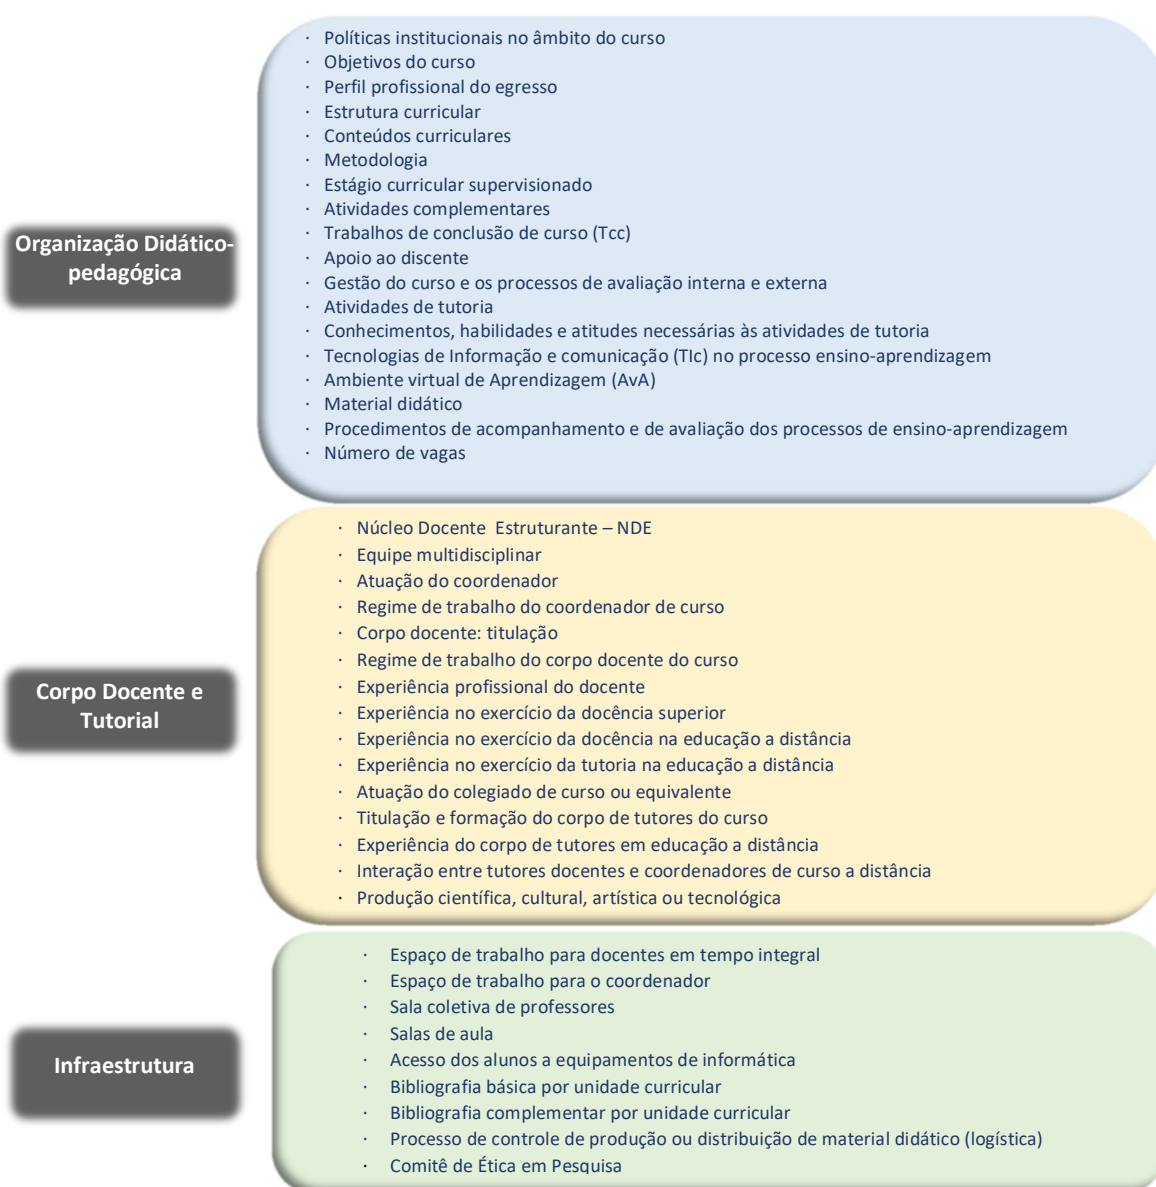 · Políticas institucionais no âmbito do curso
· Objetivos do curso
· Perfil profissional do egresso
· Estrutura curricular
· Conteúdos curriculares
· Metodologia
· Estágio curricular supervisionado
· Atividades complementares
· Trabalhos de conclusão de curso (Tcc)
Organização Didático-
pedagógica
· Apoio ao discente
· Gestão do curso e os processos de avaliação interna e externa
· Atividades de tutoria
· Conhecimentos, habilidades e atitudes necessárias às atividades de tutoria
· Tecnologias de Informação e comunicação (TIc) no processo ensino-aprendizagem
· Ambiente virtual de Aprendizagem (AvA)
· Material didático
· Procedimentos de acompanhamento e de avaliação dos processos de ensino-aprendizagem
· Número de vagas
· Núcleo Docente Estruturante – NDE
· Equipe multidisciplinar
· Atuação do coordenador
· Regime de trabalho do coordenador de curso
· Corpo docente: titulação
· Regime de trabalho do corpo docente do curso
Corpo Docente e
Tutorial
· Experiência profissional do docente
· Experiência no exercício da docência superior
· Experiência no exercício da docência na educação a distância
· Experiência no exercício da tutoria na educação a distância
· Atuação do colegiado de curso ou equivalente
· Titulação e formação do corpo de tutores do curso
· Experiência do corpo de tutores em educação a distância
· Interação entre tutores docentes e coordenadores de curso a distância
· Produção científica, cultural, artística ou tecnológica
· Espaço de trabalho para docentes em tempo integral
· Espaço de trabalho para o coordenador
· Sala coletiva de professores
· Salas de aula
Infraestrutura
· Acesso dos alunos a equipamentos de informática
· Bibliografia básica por unidade curricular
· Bibliografia complementar por unidade curricular
· Processo de controle de produção ou distribuição de material didático (logística)
· Comitê de Ética em Pesquisa